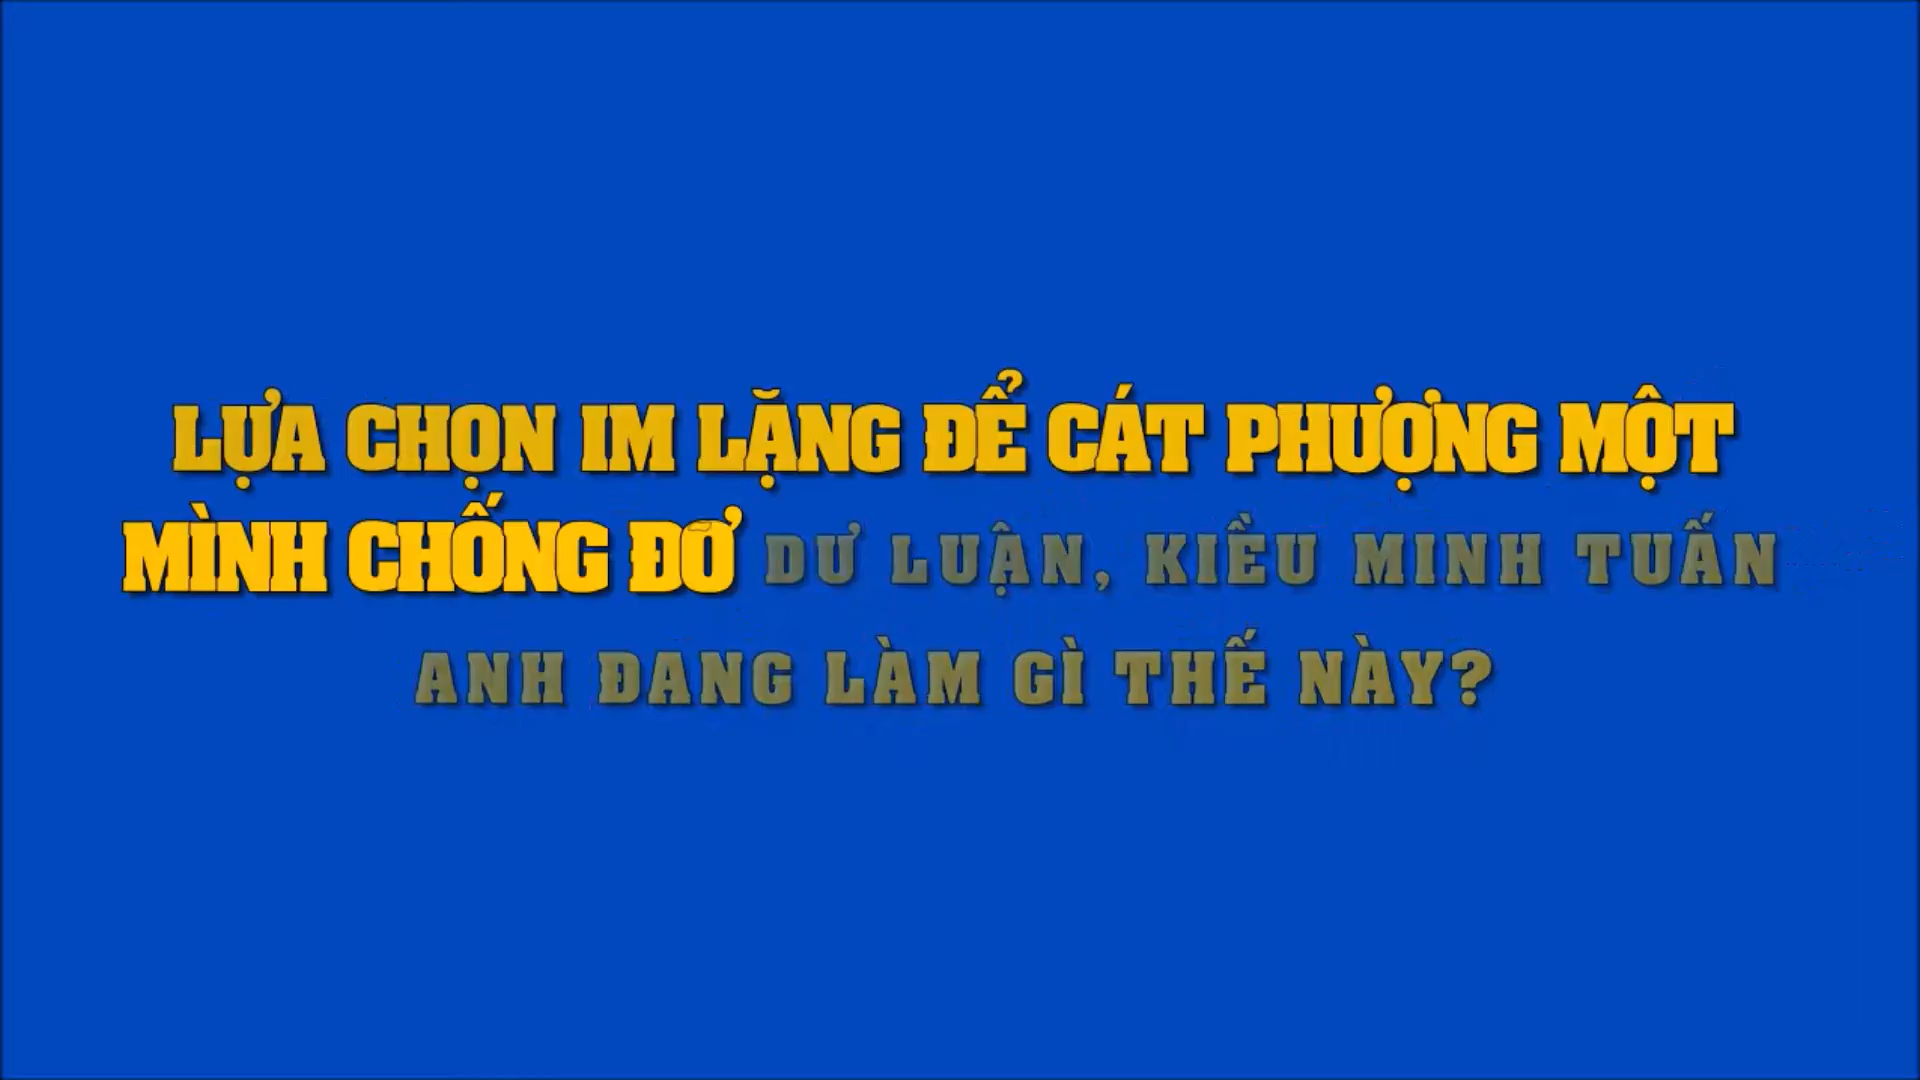 LỰA CHỌN IM LẶNG ĐỂ CÁT PHƯỢNG MỘT
MÌNH CHỐNG ĐƠ DƯ LUẬN, KIỀU MINH TUẤN
ANH ĐANG LÀM GÌ THẾ NÀY?